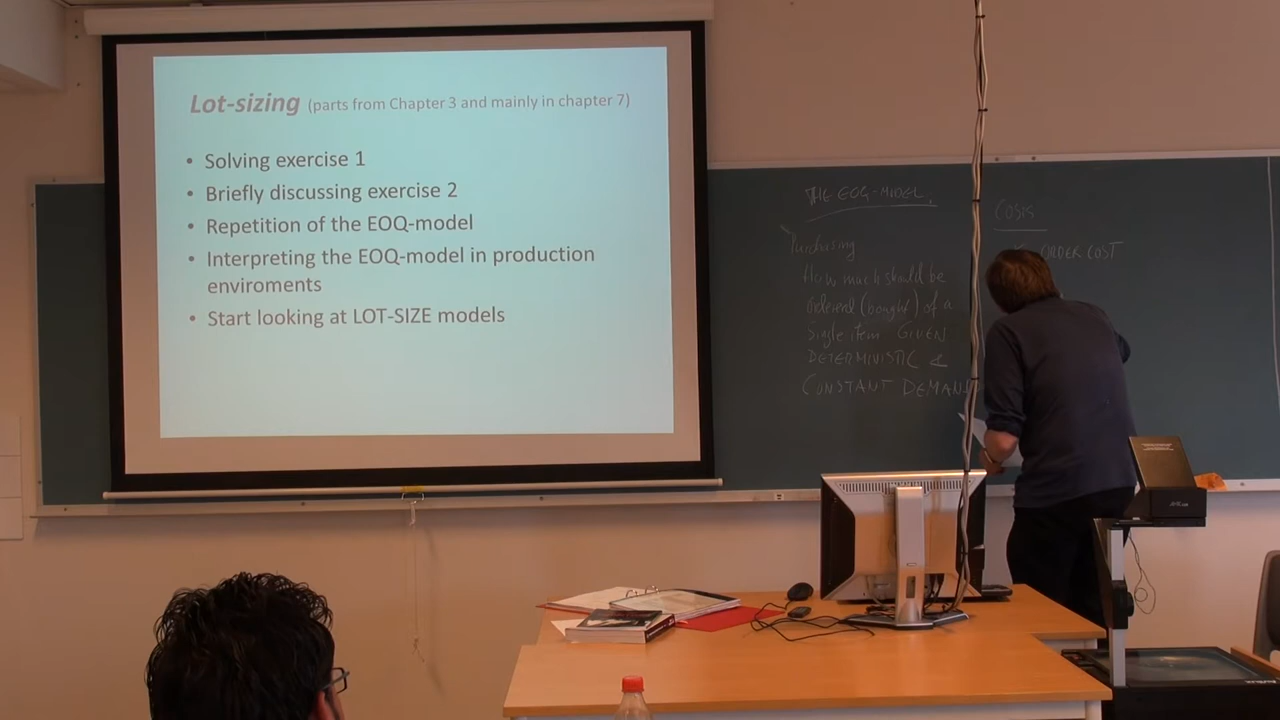 Lot-sizing (parts from Chapter 3 and mainly in chapter 7)
• Solving exercise 1
• Briefly discussing exercise 2
• Repetition of the EOQ-model
• Interpreting the EOQ-model in production
enviroments
• Start looking at LOT-SIZE models
THE EOQ-MODEL.
Purchasing
How much should be
ordered (bought) of a
Single item GIVEN
DETERMINISTIC &
CONSTANT DEMAND
COSTS
ORDER COST